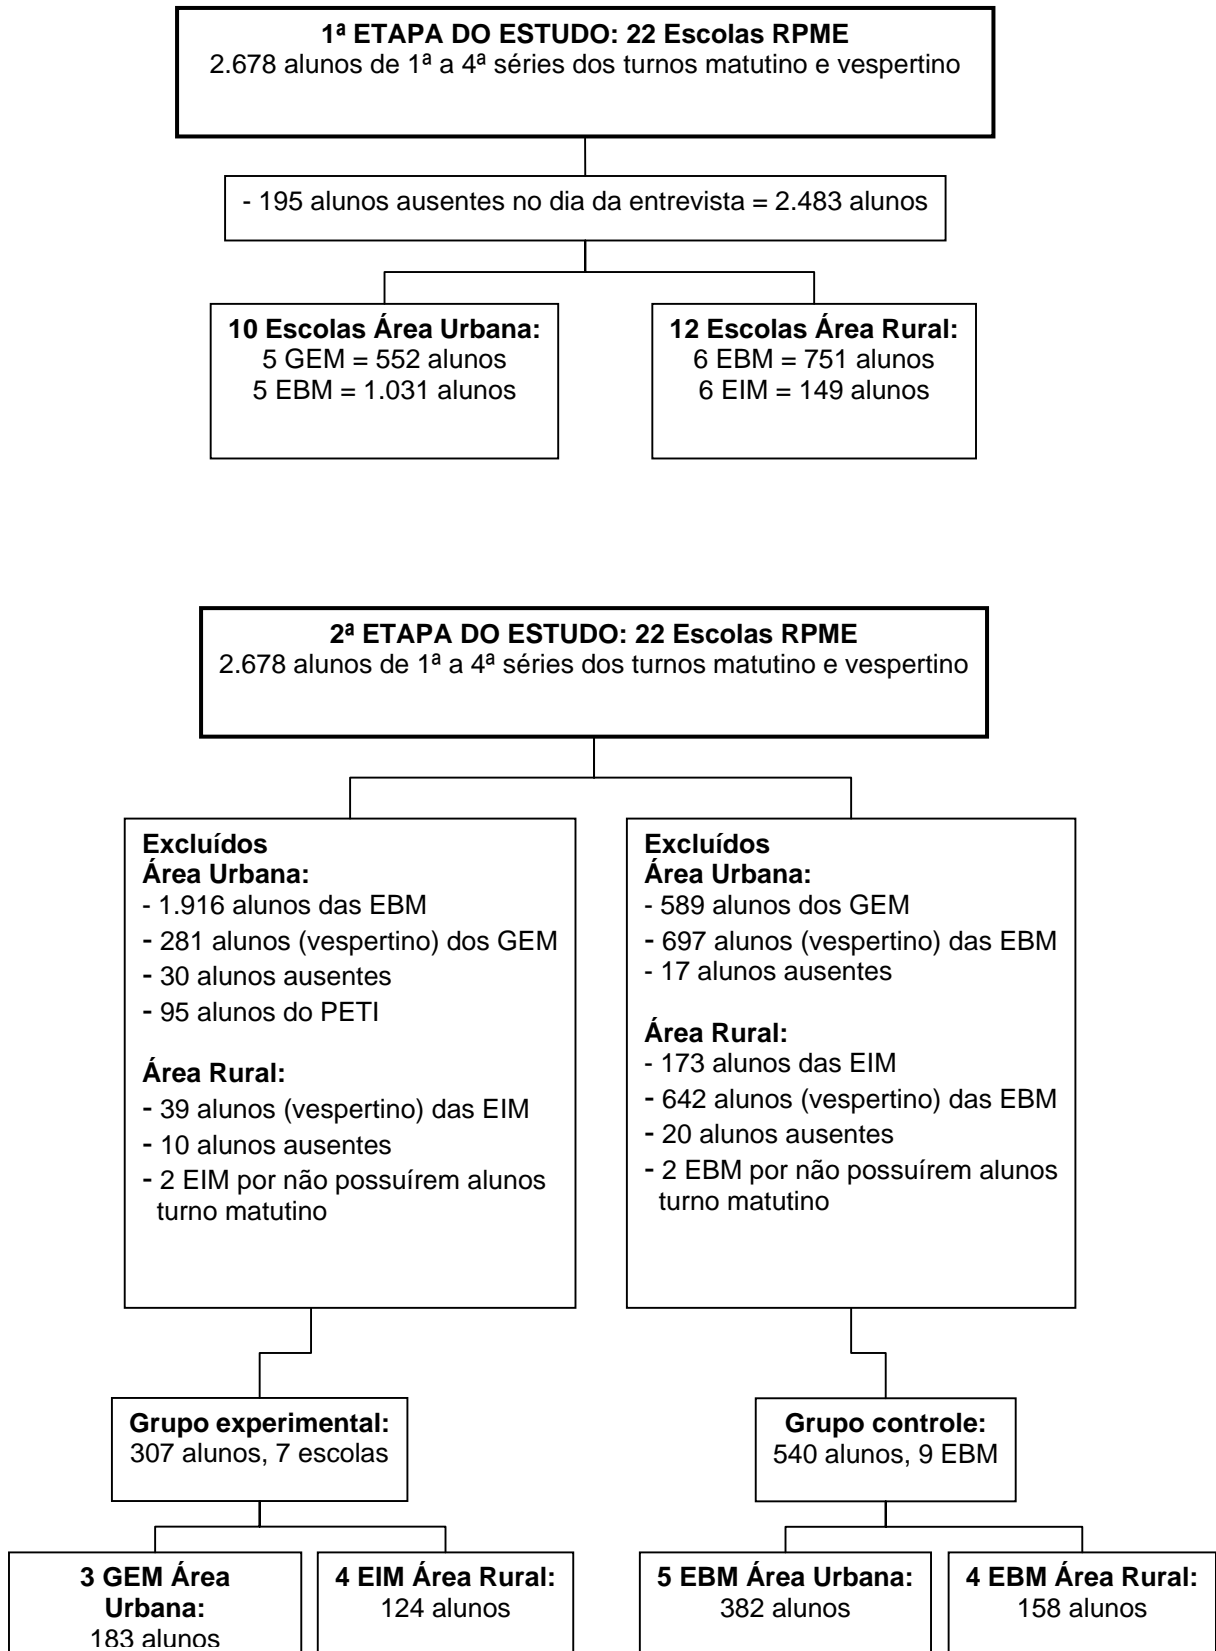 1ª ETAPA DO ESTUDO: 22 Escolas RPME
2.678 alunos de 1ª a 4ª séries dos turnos matutino e vespertino
- 195 alunos ausentes no dia da entrevista = 2.483 alunos
10 Escolas Área Urbana:
5 GEM = 552 alunos
5 EBM = 1.031 alunos
12 Escolas Área Rural:
6 EBM = 751 alunos
6 EIM = 149 alunos
2ª ETAPA DO ESTUDO: 22 Escolas RPME
2.678 alunos de 1ª a 4ª séries dos turnos matutino e vespertino
Excluídos
Área Urbana:
- 1.916 alunos das EBM
- 281 alunos (vespertino) dos GEM
- 30 alunos ausentes
- 95 alunos do PETI
Área Rural:
- 39 alunos (vespertino) das EIM
- 10 alunos ausentes
- 2 EIM por não possuírem alunos
turno matutino
Excluídos
Área Urbana:
- 589 alunos dos GEM
- 697 alunos (vespertino) das EBM
- 17 alunos ausentes
Área Rural:
- 173 alunos das EIM
- 642 alunos (vespertino) das EBM
- 20 alunos ausentes
- 2 EBM por não possuírem alunos
turno matutino
Grupo experimental:
307 alunos, 7 escolas
Grupo controle:
540 alunos, 9 EBM
3 GEM Área
Urbana:
183 alunos
4 EIM Área Rural:
124 alunos
5 EBM Área Urbana:
382 alunos
4 EBM Área Rural:
158 alunos